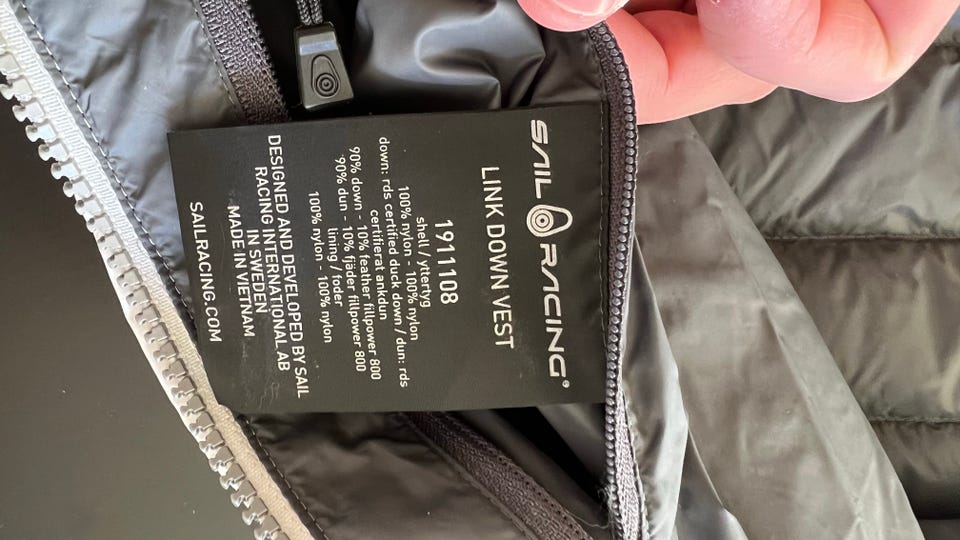 SAIL RACING®
LINK DOWN VEST
1911108
shell / yttertyg
100% nylon - 100% nylon
down: rds certified duck down / dun: rds
certifierat ankdun
90% down - 10% feather fillpower 800
90% dun - 10% fjäder fillpower 800
lining / foder
100% nylon - 100% nylon
DESIGNED AND DEVELOPED BY SAIL
RACING INTERNATIONAL AB
IN SWEDEN
MADE IN VIETNAM
SAILRACING.COM